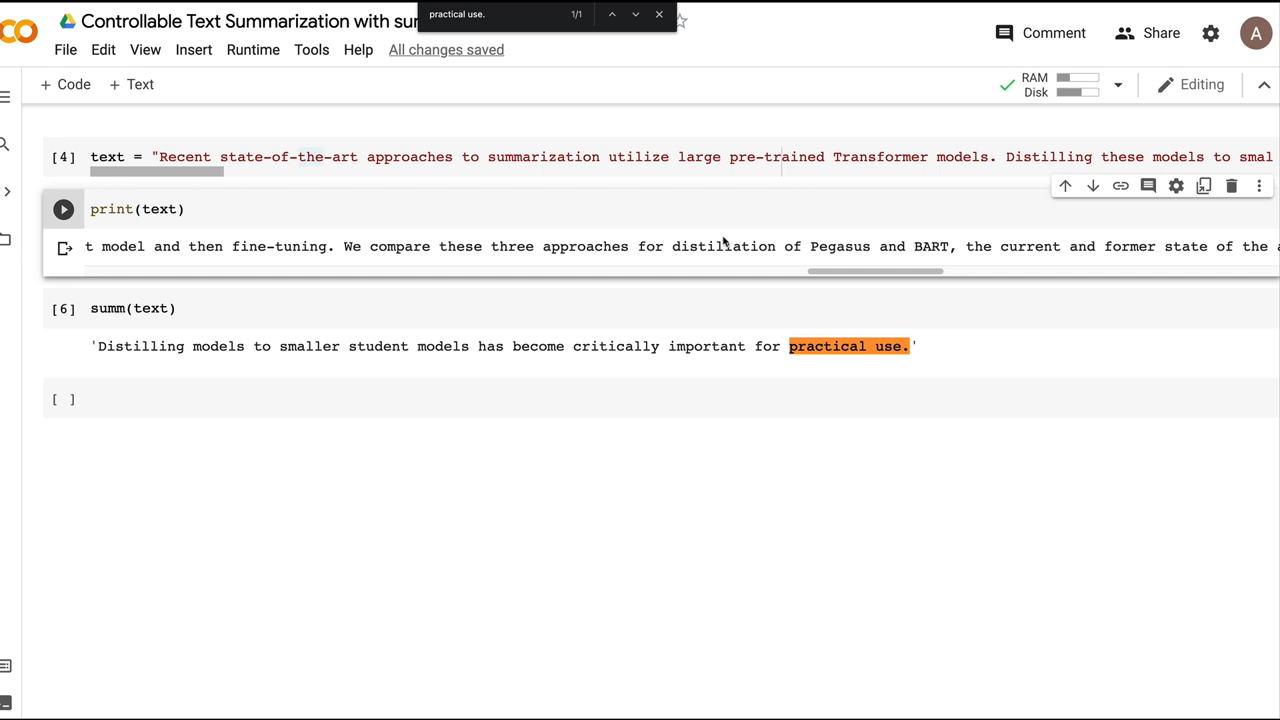 practical use. 1/1
Controllable Text Summarization with sum
File Edit View Insert Runtime Tools Help All changes saved
Comment Share A
+ Code + Text
RAM
Disk
Editing
[4] text = "Recent state-of-the-art approaches to summarization utilize large pre-trained Transformer models. Distilling these models to smal
print(text)
t model and then fine-tuning. We compare these three approaches for distillation of Pegasus and BART, the current and former state of the a
[6] summ(text)
'Distilling models to smaller student models has become critically important for practical use.'
[ ]